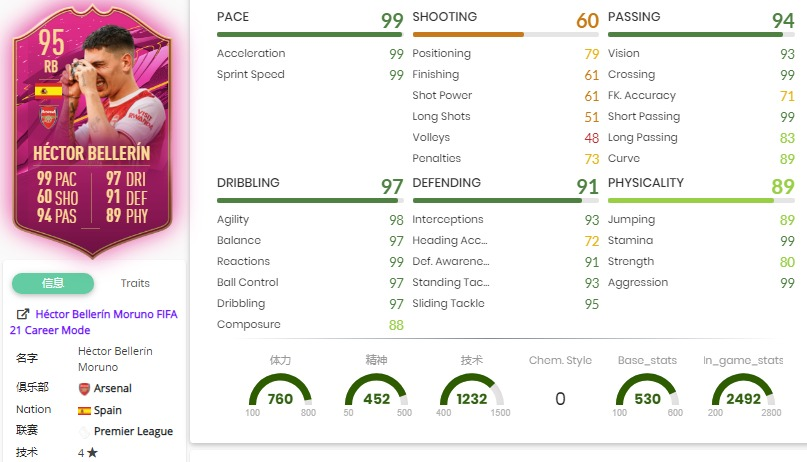 95
RB
HÉCTOR BELLERÍN
99 PAC 97 DRI
60 SHO 91 DEF
94 PAS 89 PHY
信息 Traits
Héctor Bellerín Moruno FIFA
21 Career Mode
名字 Héctor Bellerín
Moruno
俱乐部 Arsenal
Nation Spain
联赛 Premier League
技术 4 ★
PACE 99
Acceleration 99
Sprint Speed 99
SHOOTING 60
Positioning 79
Finishing 61
Shot Power 61
Long Shots 51
Volleys 48
Penalties 73
PASSING 94
Vision 93
Crossing 99
FK. Accuracy 71
Short Passing 99
Long Passing 83
Curve 89
DRIBBLING 97
Agility 98
Balance 97
Reactions 99
Ball Control 97
Dribbling 97
Composure 88
DEFENDING 91
Interceptions 93
Heading Acc... 72
Def. Awarene... 91
Standing Tac... 93
Sliding Tackle 95
PHYSICALITY 89
Jumping 89
Stamina 99
Strength 80
Aggression 99
体力 精神 技术 Chem. Style Base_stats In_game_stats
760 452 1232 0 530 2492
100 800 50 500 400 1500 100 600 200 2800